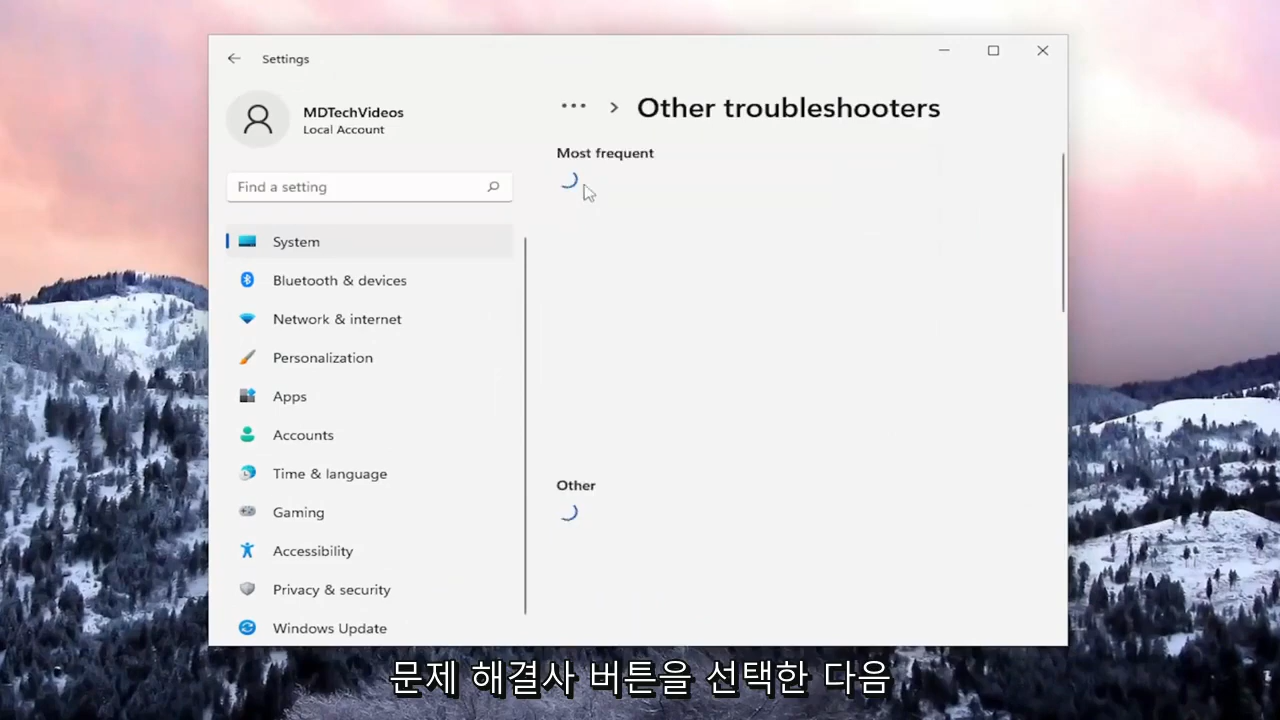 Settings
MDTechVideos
Local Account
Find a setting
System
Bluetooth & devices
Network & internet
Personalization
Apps
Accounts
Time & language
Gaming
Accessibility
Privacy & security
Windows Update
··· > Other troubleshooters
Most frequent
Other
문제 해결사 버튼을 선택한 다음